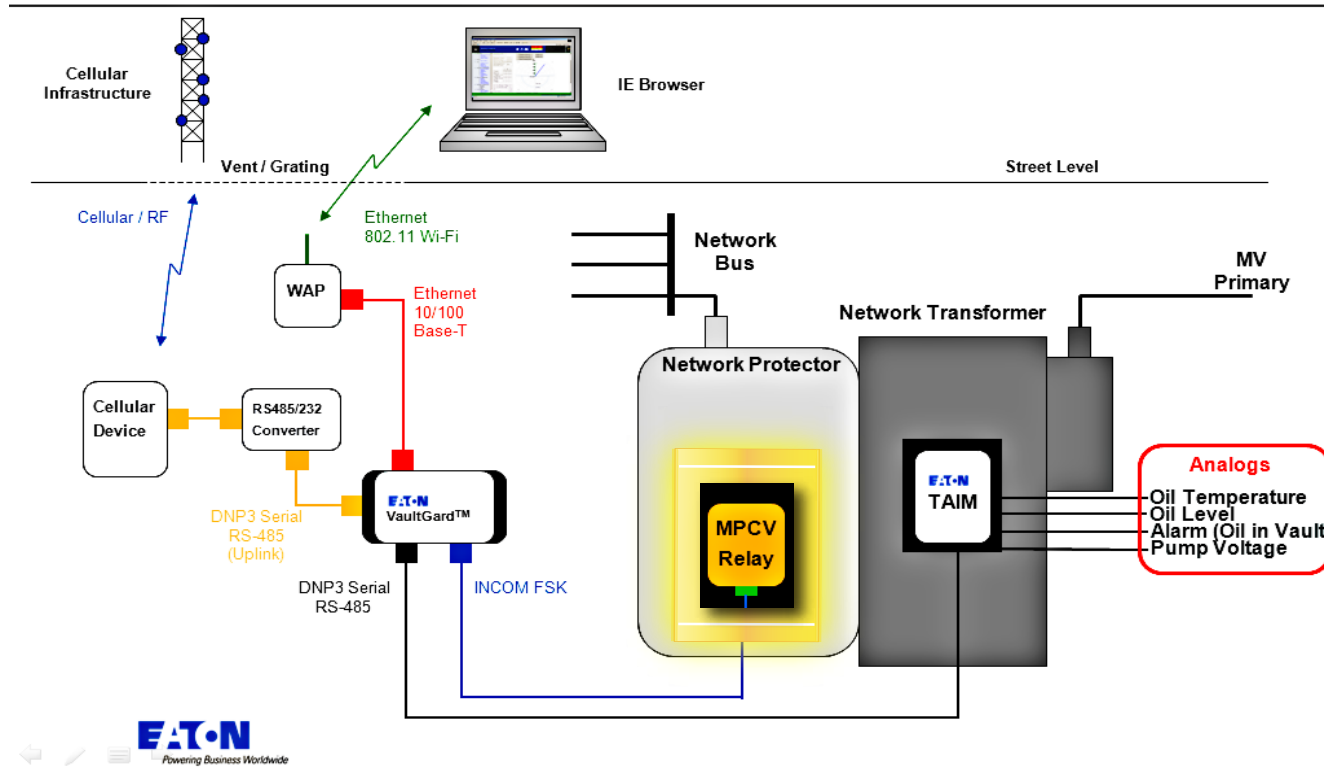 Cellular
Infrastructure
IE Browser
Vent / Grating
Street Level
Cellular / RF
Ethernet
802.11 Wi-Fi
Network
Bus
MV
Primary
WAP
Ethernet
10/100
Base-T
Network Transformer
Network Protector
Cellular
Device
RS485/232
Converter
EATON
VaultGard™
DNP3 Serial
RS-485
(Uplink)
DNP3 Serial
RS-485
INCOM FSK
MPCV
Relay
EATON
TAIM
Analogs
Oil Temperature
Oil Level
Alarm (Oil in Vault
Pump Voltage
EATON
Powering Business Worldwide